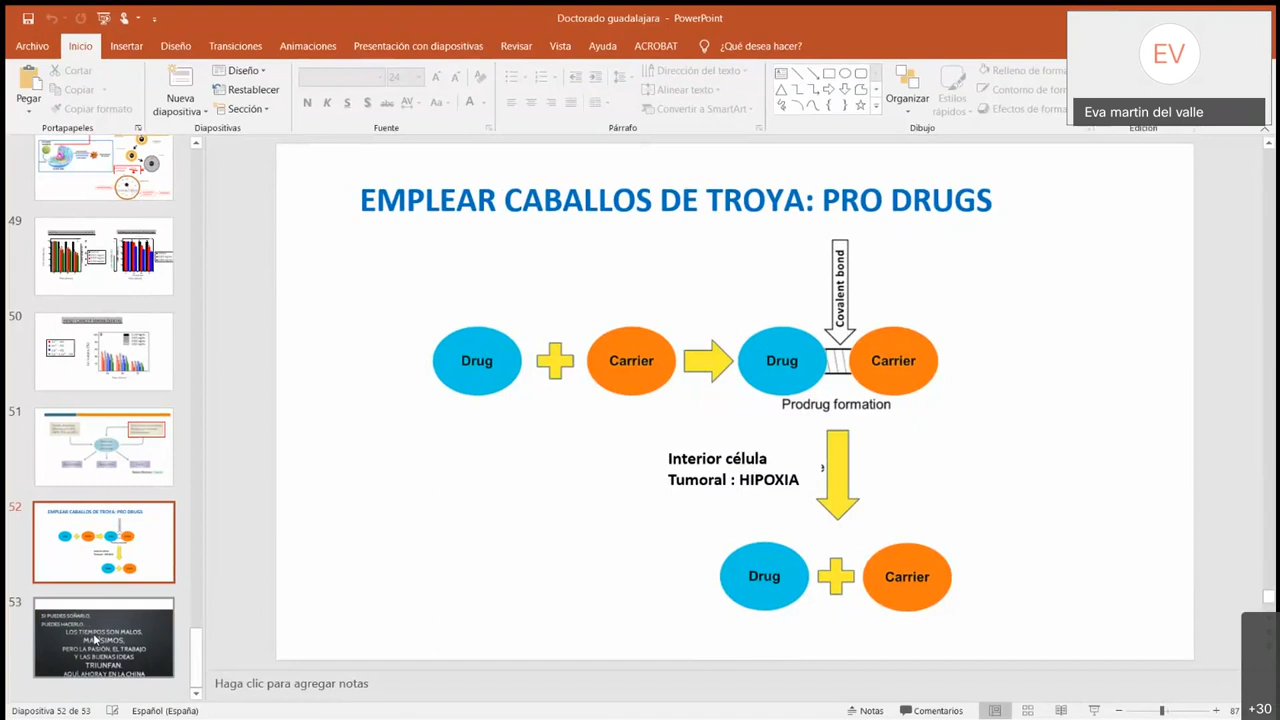 Doctorado guadalajara - PowerPoint
Archivo Inicio Insertar Diseño Transiciones Animaciones Presentación con diapositivas Revisar Vista Ayuda ACROBAT ¿Qué desea hacer?
EV
Eva martin del valle
Pegar
Cortar
Copiar
Copiar formato
Portapapeles
Nueva
diapositiva
Diseño
Restablecer
Sección
Diapositivas
24
N K S S abc AV Aa A
Fuente
Dirección del texto
Alinear texto
Convertir a SmartArt
Párrafo
Organizar
Estilos
rápidos
Relleno de forma
Contorno de forma
Efectos de forma
Dibujo
Edición
49
50
51
52
EMPLEAR CABALLOS DE TROYA: PRO DRUGS
53
SI PUEDES SOÑARLO,
PUEDES HACERLO.
LOS TIEMPOS SON MALOS,
MALÍSIMOS,
PERO LA PASIÓN, EL TRABAJO
Y LAS BUENAS IDEAS
TRIUNFAN.
AQUÍ, AHORA Y EN LA CHINA
EMPLEAR CABALLOS DE TROYA: PRO DRUGS
Covalent bond
Drug Carrier Drug Carrier
Prodrug formation
Interior célula
Tumoral : HIPOXIA
e
Drug Carrier
Haga clic para agregar notas
Diapositiva 52 de 53 Español (España) Notas Comentarios 87
+30